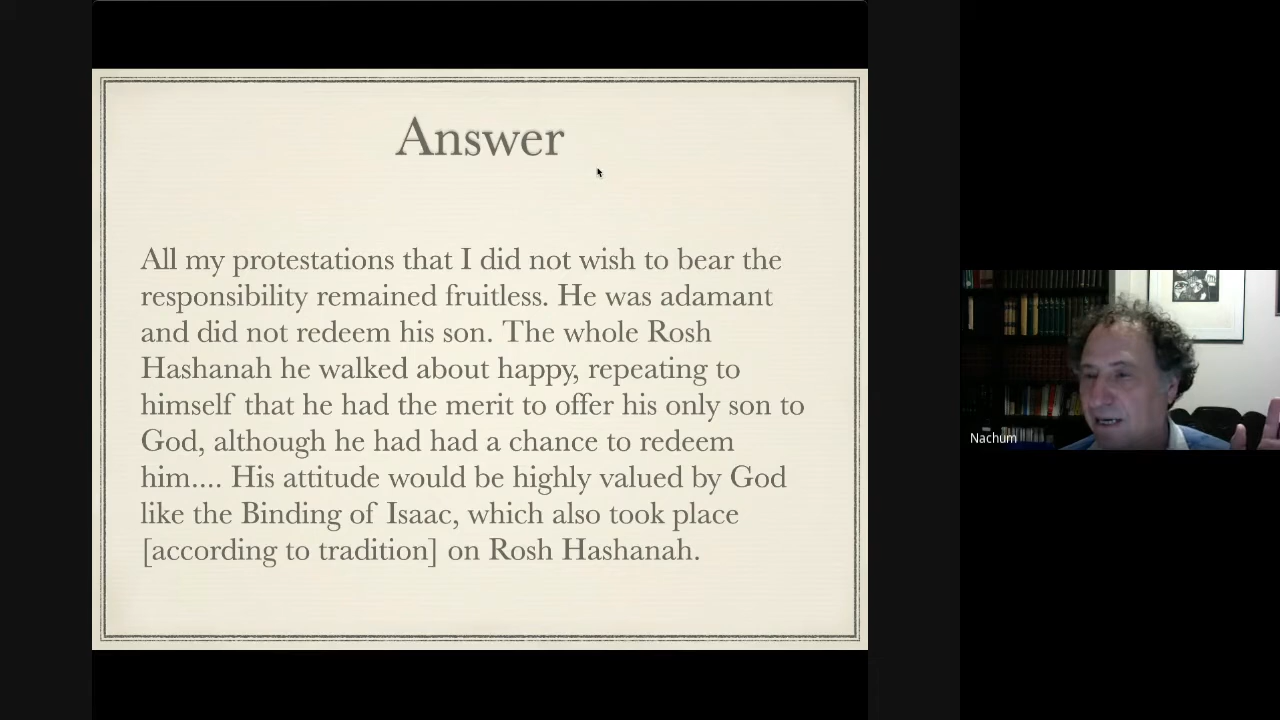 Answer
All my protestations that I did not wish to bear the
responsibility remained fruitless. He was adamant
and did not redeem his son. The whole Rosh
Hashanah he walked about happy, repeating to
himself that he had the merit to offer his only son to
God, although he had had a chance to redeem
him.... His attitude would be highly valued by God
like the Binding of Isaac, which also took place
[according to tradition] on Rosh Hashanah.
Nachum